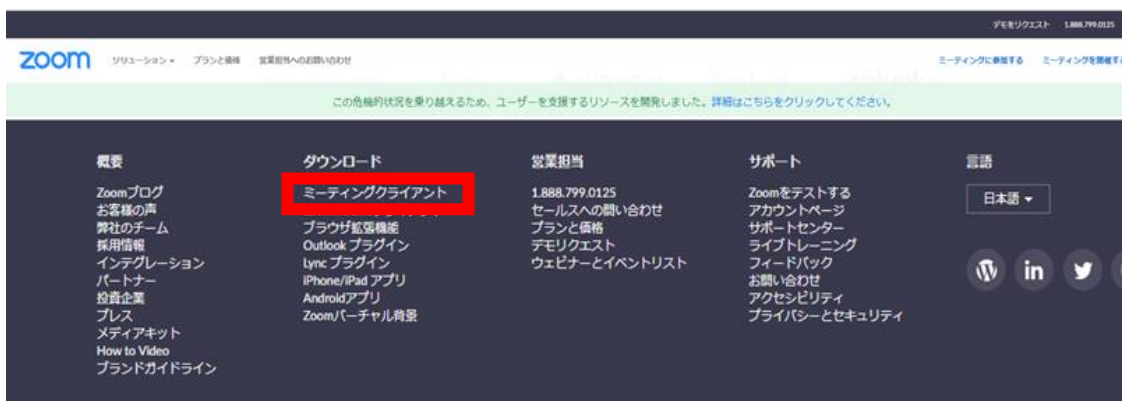 デモをリクエスト 1.888.799.0125
zoom ソリューション プランと価格 営業担当へのお問い合わせ ミーティングに参加する ミーティングを開催する
この危機的状況を乗り越えるため、ユーザーを支援するリソースを開発しました。詳細はこちらをクリックしてください。
概要
Zoomブログ
お客様の声
弊社のチーム
採用情報
インテグレーション
パートナー
投資企業
プレス
メディアキット
How to Video
ブランドガイドライン
ダウンロード
ミーティングクライアント
ブラウザ拡張機能
Outlook プラグイン
Lync プラグイン
iPhone/iPad アプリ
Androidアプリ
Zoomバーチャル背景
営業担当
1.888.799.0125
セールスへの問い合わせ
プランと価格
デモリクエスト
ウェビナーとイベントリスト
サポート
Zoomをテストする
アカウントページ
サポートセンター
ライブトレーニング
フィードバック
お問い合わせ
アクセシビリティ
プライバシーとセキュリティ
言語
日本語
in